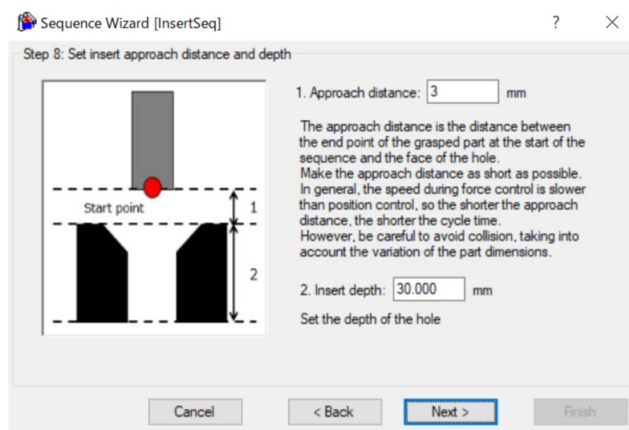 Sequence Wizard [InsertSeq]
?
Step 8: Set insert approach distance and depth
Start point
1
2
1. Approach distance: 3 mm
The approach distance is the distance between
the end point of the grasped part at the start of the
sequence and the face of the hole.
Make the approach distance as short as possible.
In general, the speed during force control is slower
than position control, so the shorter the approach
distance, the shorter the cycle time.
However, be careful to avoid collision, taking into
account the variation of the part dimensions.
2. Insert depth: 30.000 mm
Set the depth of the hole
Cancel
< Back
Next >
Finish